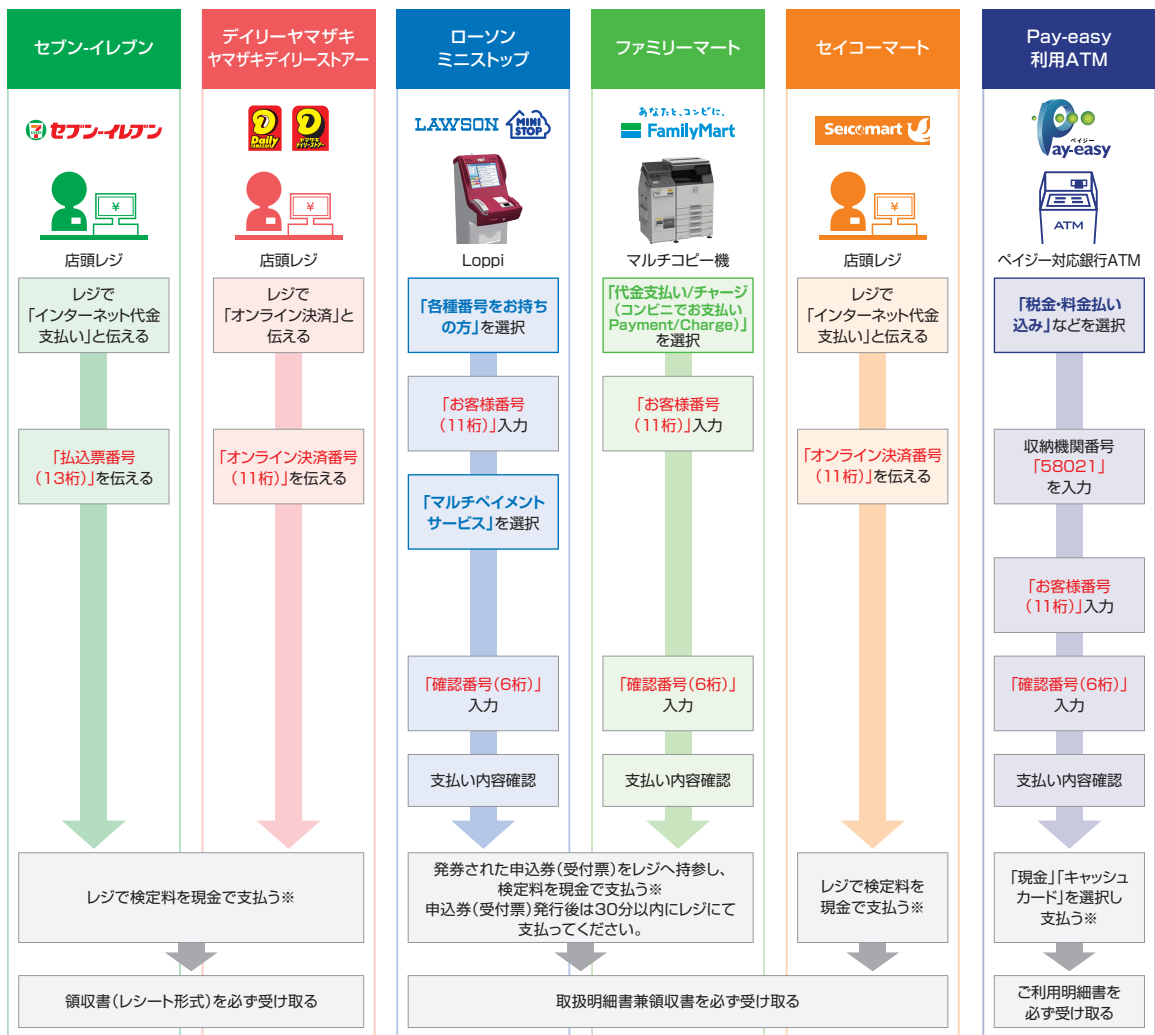 セブン-イレブン
セブン-イレブン
店頭レジ
レジで
「インターネット代金
支払い」と伝える
「払込票番号
(13桁)」を伝える
デイリーヤマザキ
ヤマザキデイリーストアー
Daily
YAMAZAKI
ヤマザキ
デイリーストアー
店頭レジ
レジで
「オンライン決済」と
伝える
「オンライン決済番号
(11桁)」を伝える
レジで検定料を現金で支払う※
領収書(レシート形式)を必ず受け取る
ローソン
ミニストップ
LAWSON
MINI
STOP
Loppi
「各種番号をお持ち
の方」を選択
「お客様番号
(11桁)」入力
「マルチペイメント
サービス」を選択
「確認番号(6桁)」
入力
支払い内容確認
ファミリーマート
あなたと、コンビに、
FamilyMart
マルチコピー機
「代金支払い/チャージ
(コンビニでお支払い
Payment/Charge)」
を選択
「お客様番号
(11桁)」入力
「確認番号(6桁)」
入力
支払い内容確認
発券された申込券(受付票)をレジへ持参し、
検定料を現金で支払う※
申込券(受付票)発行後は30分以内にレジにて
支払ってください。
セイコーマート
Seicomart
店頭レジ
レジで
「インターネット代金
支払い」と伝える
「オンライン決済番号
(11桁)」を伝える
レジで検定料を
現金で支払う※
取扱明細書兼領収書を必ず受け取る
Pay-easy
利用ATM
ペイジー
Pay-easy
ATM
ペイジー対応銀行ATM
「税金・料金払い
込み」などを選択
収納機関番号
「58021」
を入力
「お客様番号
(11桁)」入力
「確認番号(6桁)」
入力
支払い内容確認
「現金」「キャッシュ
カード」を選択し
支払う※
ご利用明細書を
必ず受け取る